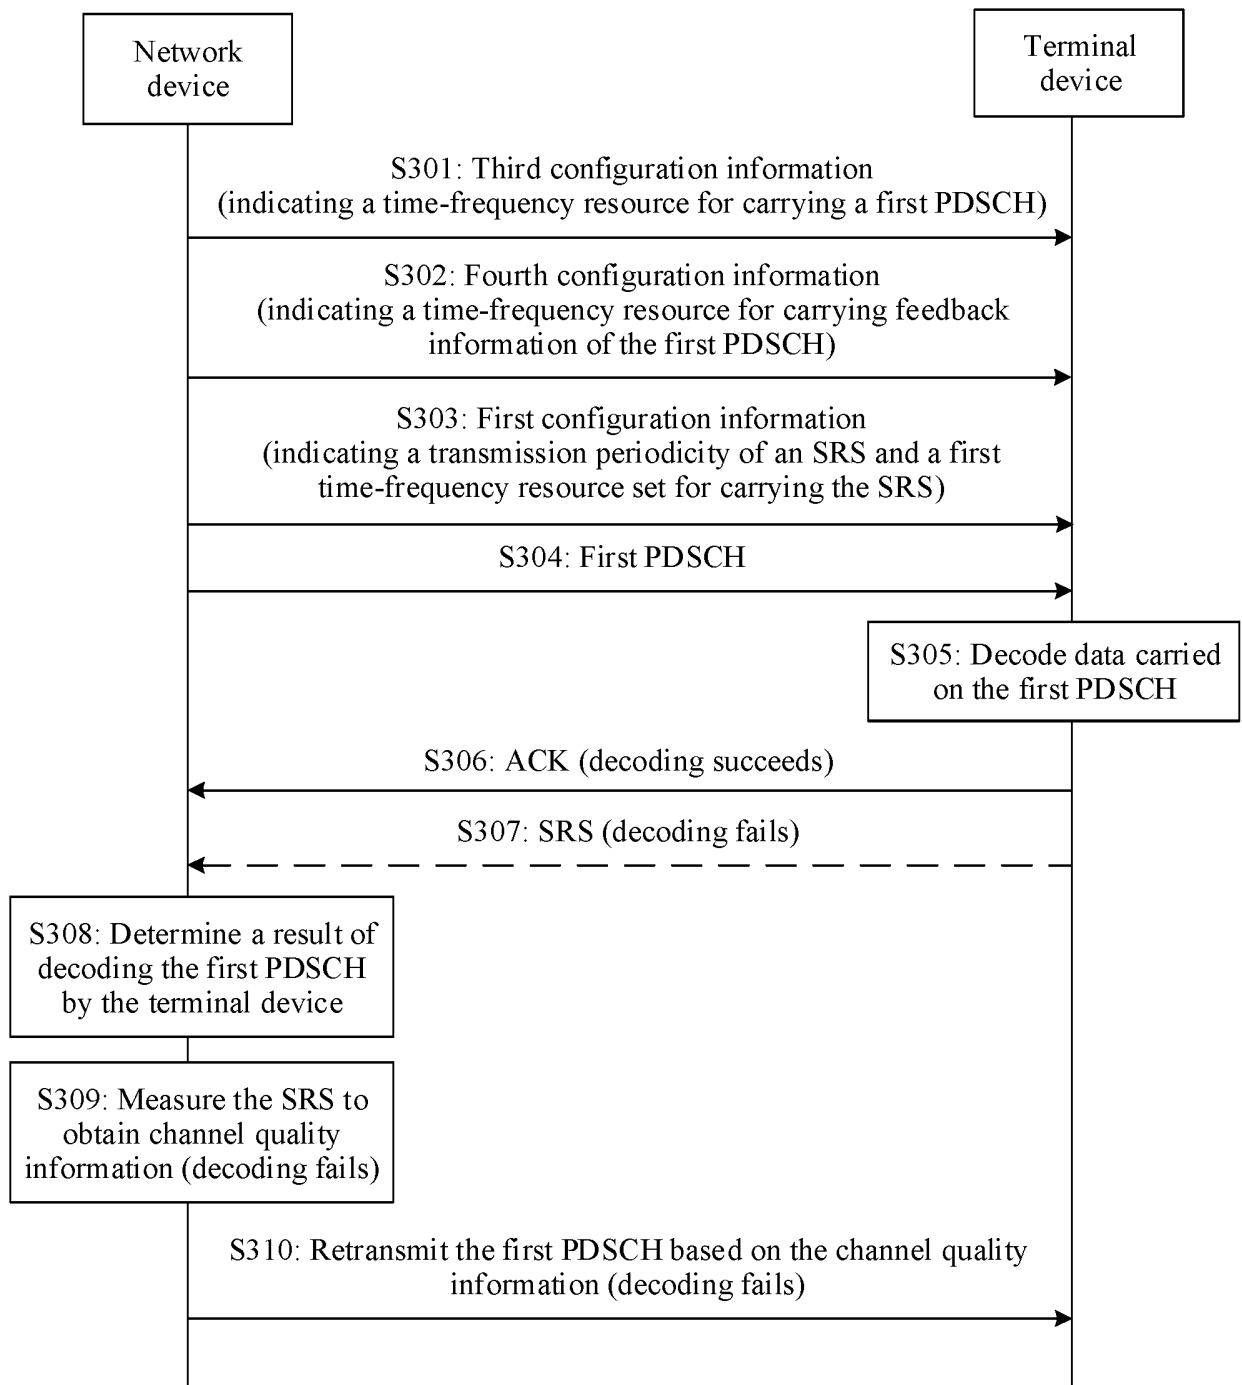 Network
device
Terminal
device
S301: Third configuration information
(indicating a time-frequency resource for carrying a first PDSCH)
S302: Fourth configuration information
(indicating a time-frequency resource for carrying feedback
information of the first PDSCH)
S303: First configuration information
(indicating a transmission periodicity of an SRS and a first
time-frequency resource set for carrying the SRS)
S304: First PDSCH
S305: Decode data carried
on the first PDSCH
S306: ACK (decoding succeeds)
S307: SRS (decoding fails)
S308: Determine a result of
decoding the first PDSCH
by the terminal device
S309: Measure the SRS to
obtain channel quality
information (decoding fails)
S310: Retransmit the first PDSCH based on the channel quality
information (decoding fails)